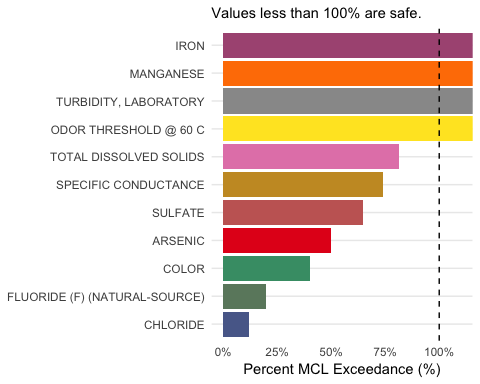 Values less than 100% are safe.
IRON
MANGANESE
TURBIDITY, LABORATORY
ODOR THRESHOLD @ 60 C
TOTAL DISSOLVED SOLIDS
SPECIFIC CONDUCTANCE
SULFATE
ARSENIC
COLOR
FLUORIDE (F) (NATURAL-SOURCE)
CHLORIDE
0% 25% 50% 75% 100%
Percent MCL Exceedance (%)